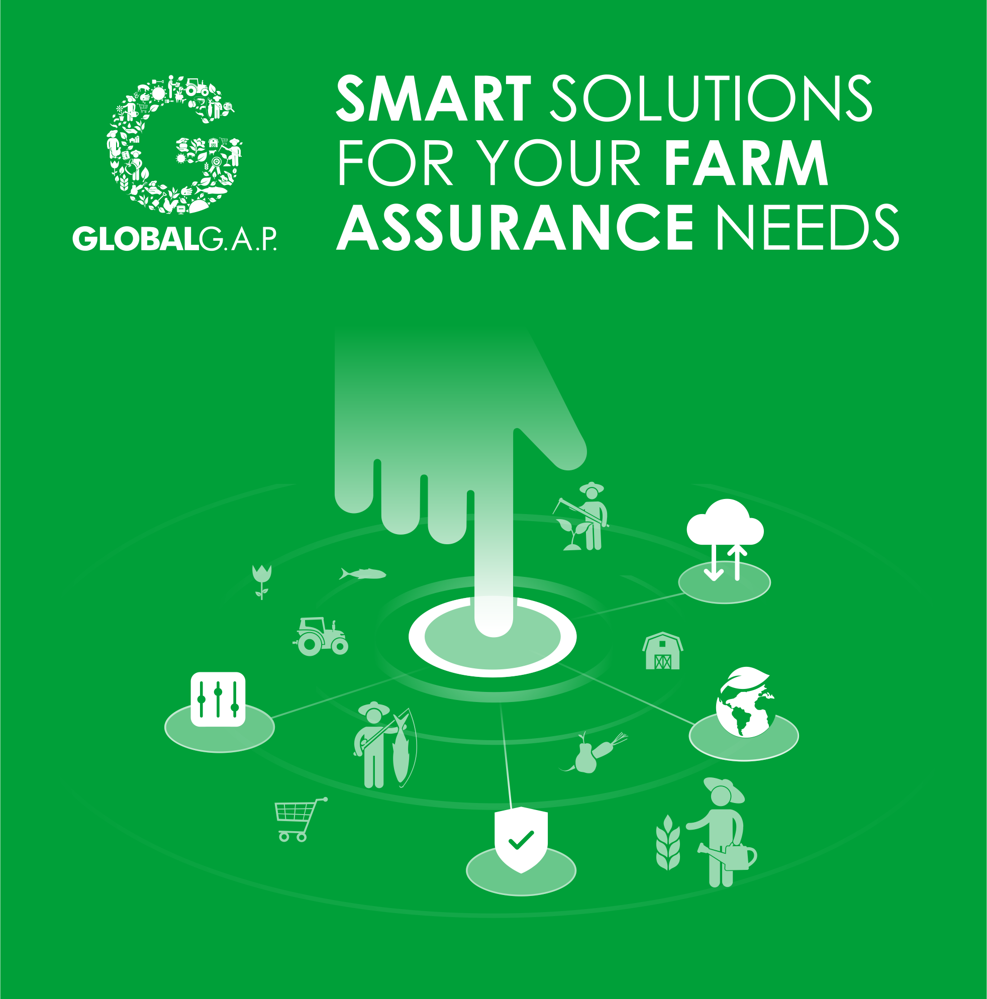 SMART SOLUTIONS
FOR YOUR FARM
ASSURANCE NEEDS
GLOBALG.A.P.